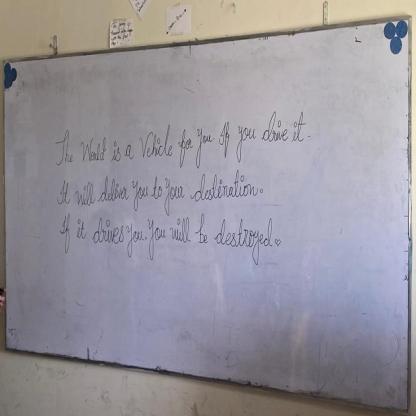 The World is a Vehicle for you If you drive it.
It will deliver you to your destination.
If it drives you. You will be destroyed.